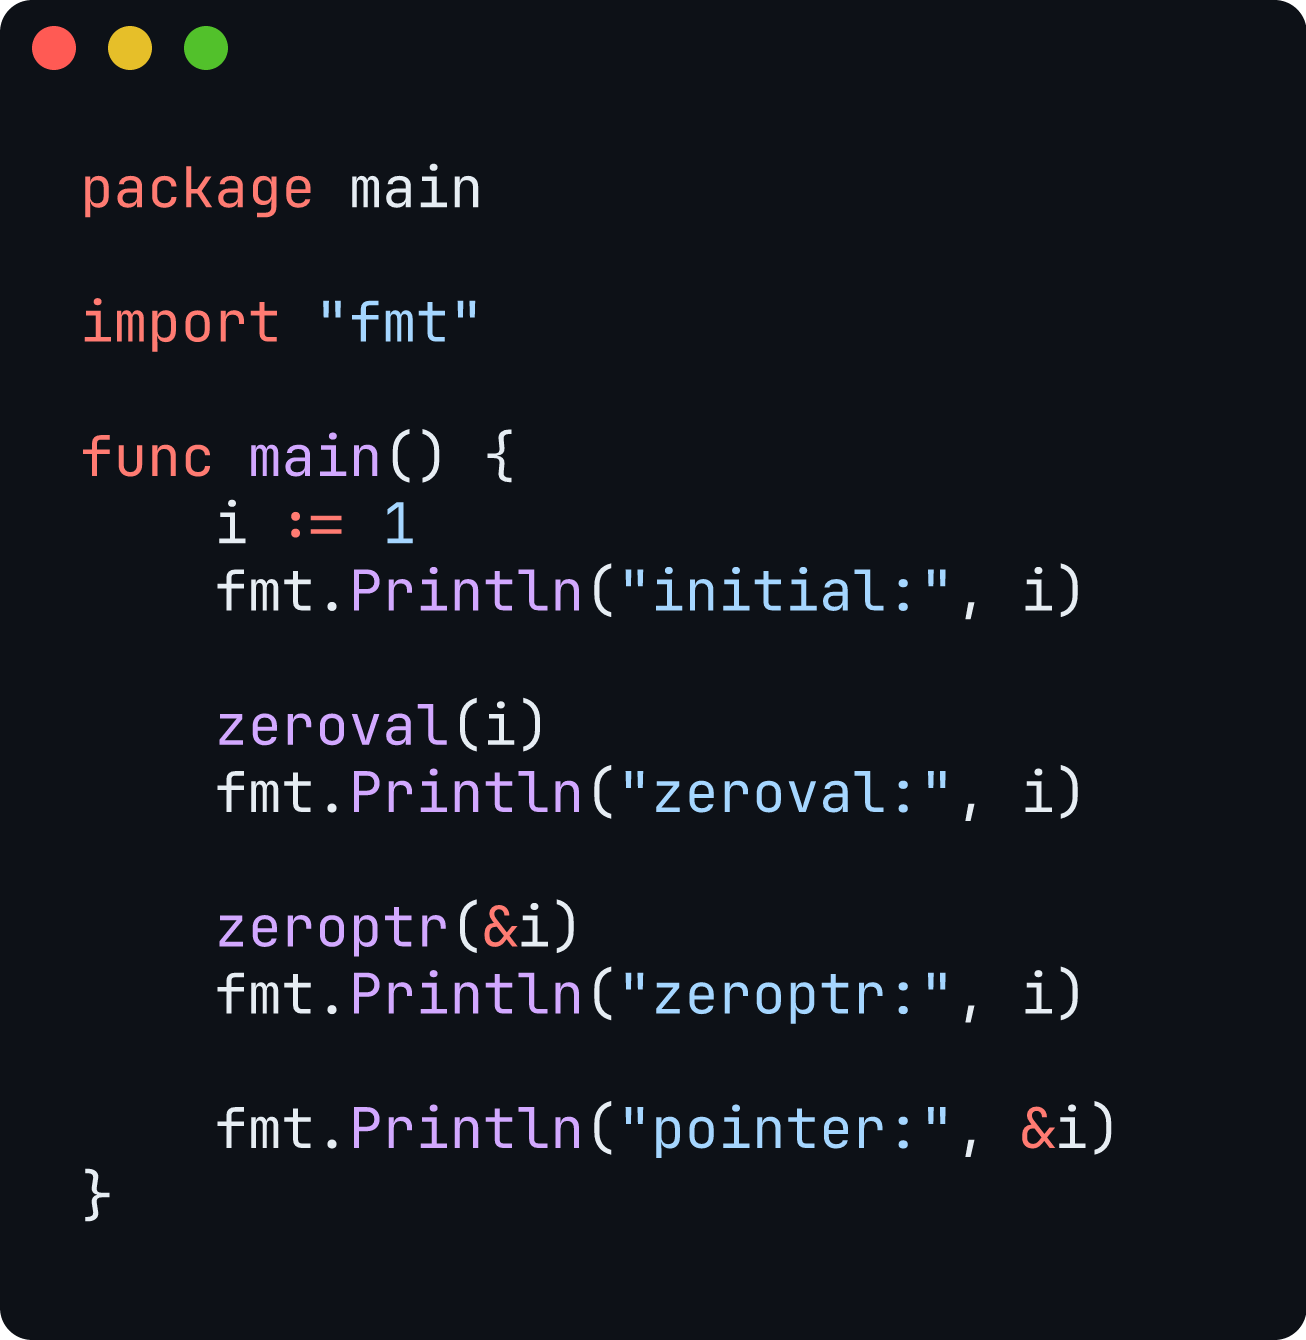 package main

import "fmt"

func main() {
    i := 1
    fmt.Println("initial:", i)

    zeroval(i)
    fmt.Println("zeroval:", i)

    zeroptr(&i)
    fmt.Println("zeroptr:", i)

    fmt.Println("pointer:", &i)
}